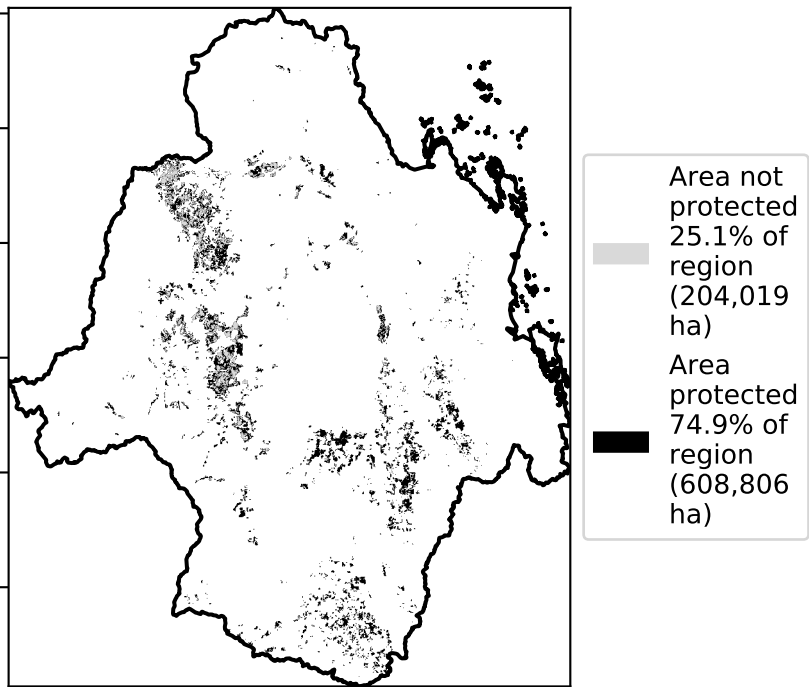 Area not
protected
25.1% of
region
(204,019
ha)
Area
protected
74.9% of
region
(608,806
ha)